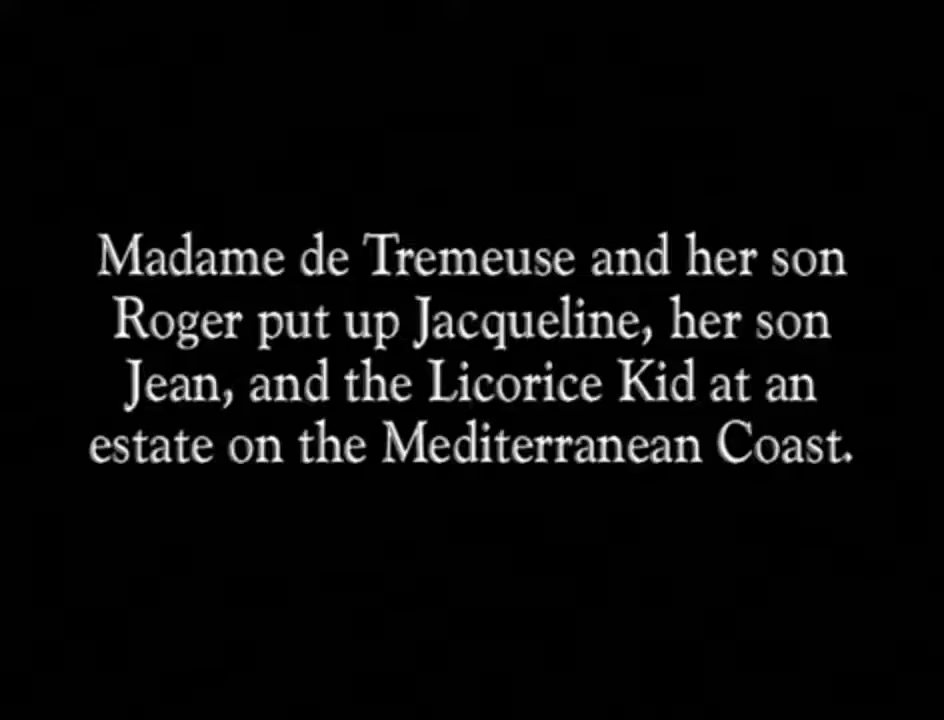 Madame de Tremeuse and her son
Roger put up Jacqueline, her son
Jean, and the Licorice Kid at an
estate on the Mediterranean Coast.